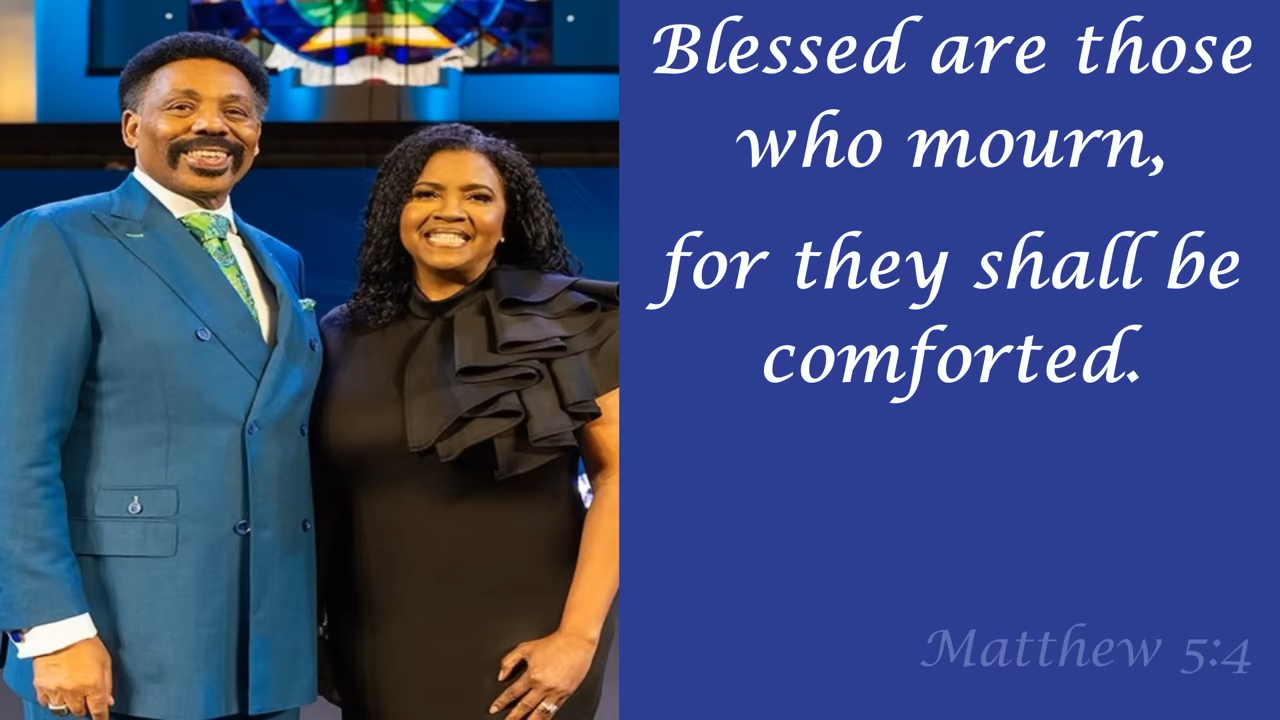 Blessed are those
who mourn,
for they shall be
comforted.
Matthew 5:4